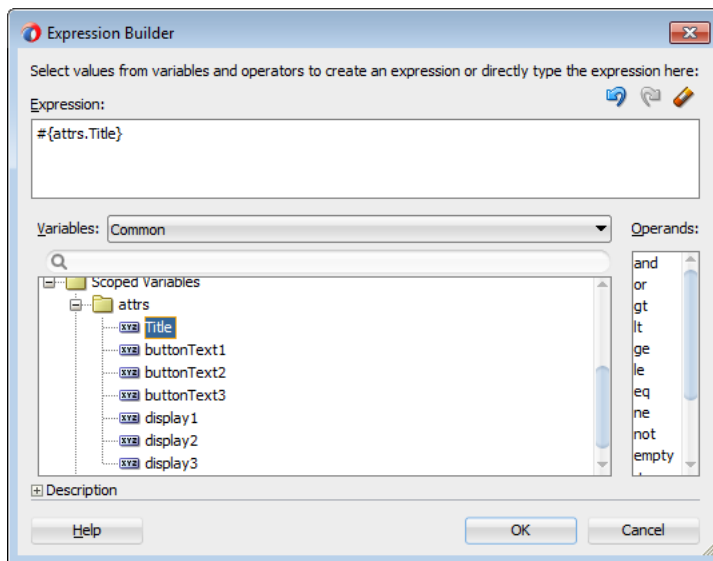 Expression Builder
Select values from variables and operators to create an expression or directly type the expression here:
Expression:
#{attrs.Title}
Variables: Common
Operands:
Scoped Variables
attrs
Title
buttonText1
buttonText2
buttonText3
display1
display2
display3
and
or
gt
lt
ge
le
eq
ne
not
empty
Description
Help
OK
Cancel